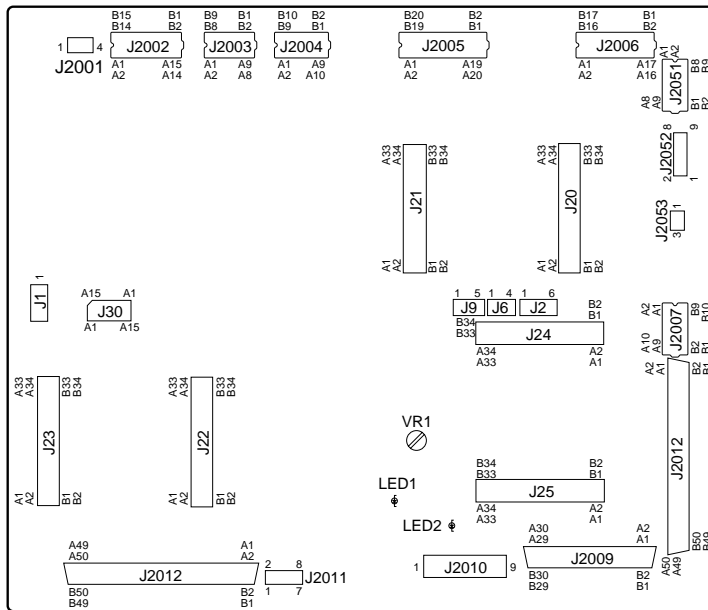 B15 B1 B9 B1 B10 B2 B20 B2 B17 B1
B14 B2 B8 B2 B9 B1 B19 B1 B16 B2
1 4 J2002 J2003 J2004 J2005 J2006
J2001
A1 A15 A1 A9 A1 A9 A1 A19 A1 A17
A2 A14 A2 A8 A2 A10 A2 A20 A2 A16
A1 A2 B8 B9
J2051
A8 A9 B1 B2
8 9
J2052
2 1
A33 A34 B33 B34 A33 A34 B33 B34
J21 J20
A1 A2 B1 B2 A1 A2 B1 B2
1
J2053
3
1
J1
A15 A1
J30
A1 A15
1 5 1 4 1 6
J9 J6 J2
B34 B2
B33 B1
J24
A34 A2
A33 A1
A2 A1 B9 B10
J2007
A10 A9 B2 B1
A2 A1 B2 B1
J2012
A50 A49 B50 B49
A33 A34 B33 B34 A33 A34 B33 B34
J23 J22
A1 A2 B1 B2 A1 A2 B1 B2
VR1
LED1
LED2
B34 B2
B33 B1
J25
A34 A2
A33 A1
A49 A1
A50 A2
J2012
B50 B2
B49 B1
2 8
J2011
1 7
1 J2010 9
A30 A2
A29 A1
J2009
B30 B2
B29 B1